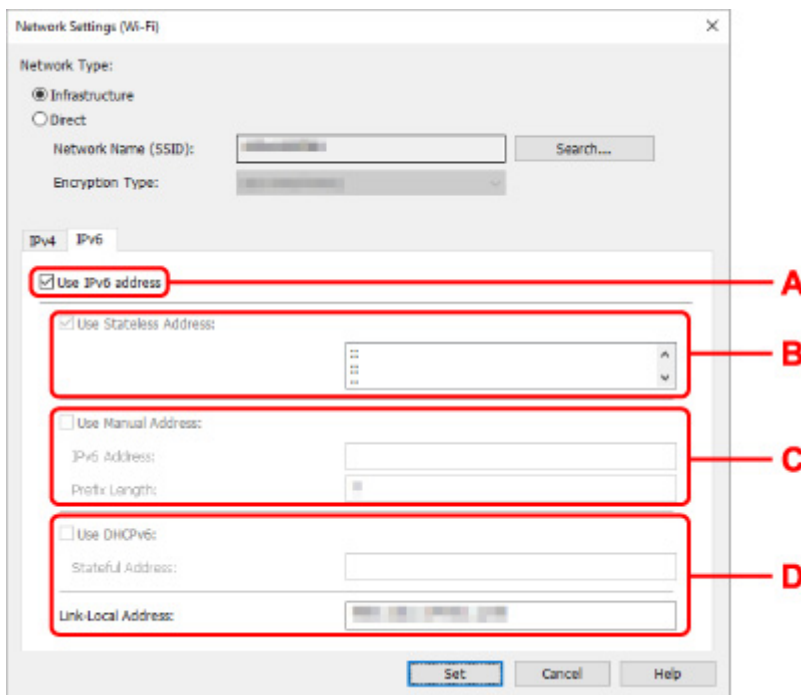 Network Settings (Wi-Fi)
Network Type:
Infrastructure
Direct
Network Name (SSID):
Search....
Encryption Type:
IPv4 IPv6
Use IPv6 address
A
Use Stateless Address:
::
::
::
B
Use Manual Address:
IPv6 Address:
Prefix Length:
C
Use DHCPv6:
Stateful Address:
D
Link-Local Address:
Set Cancel Help